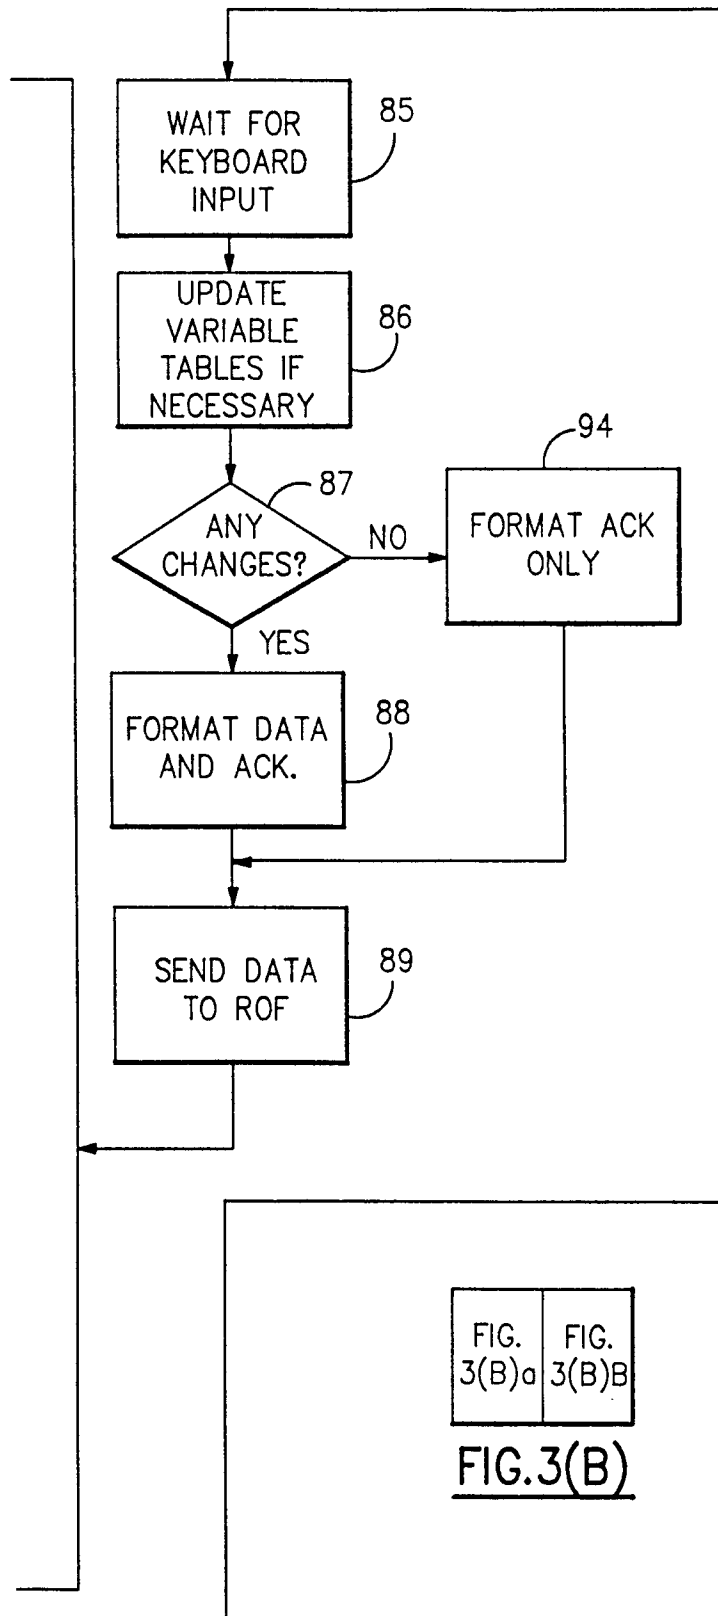 WAIT FOR
KEYBOARD
INPUT
85
UPDATE
VARIABLE
TABLES IF
NECESSARY
86
ANY
CHANGES?
87
NO
94
FORMAT ACK
ONLY
YES
FORMAT DATA
AND ACK.
88
SEND DATA
TO ROF
89
FIG.
3(B)a
FIG.
3(B)B
FIG.3(B)